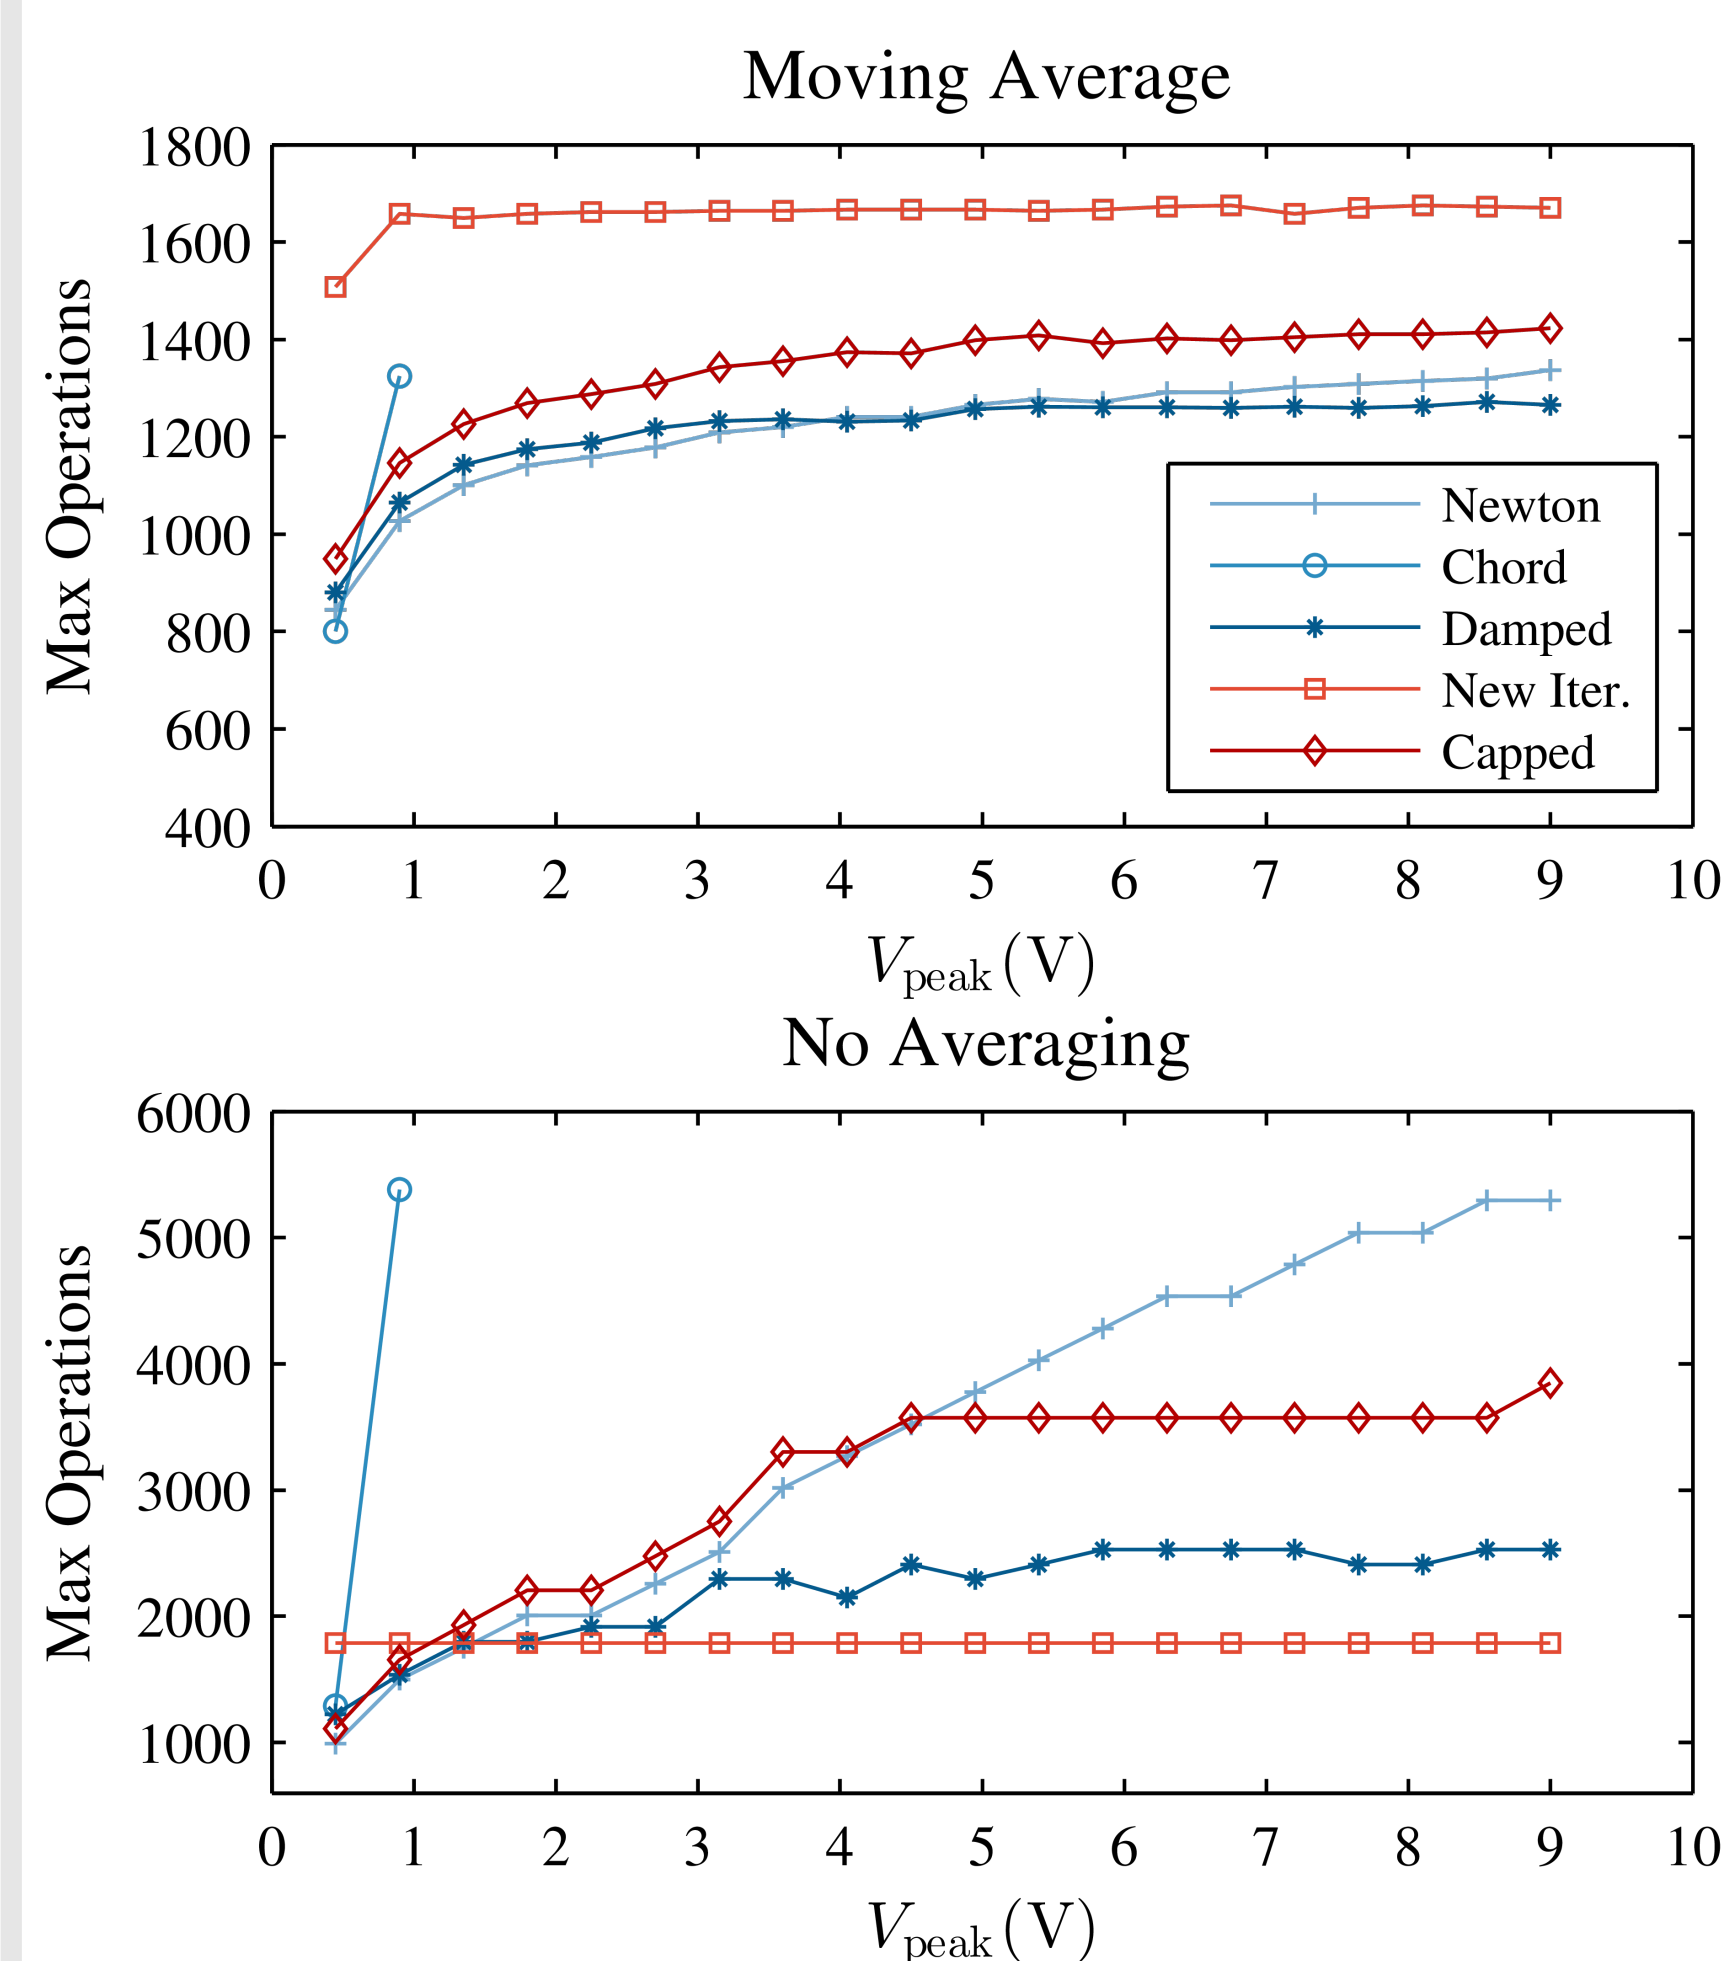 Moving Average
1800
1600
1400
1200
1000
800
600
400
Max Operations
Newton
Chord
Damped
New Iter.
Capped
0 1 2 3 4 5 6 7 8 9 10
Vpeak (V)
No Averaging
6000
5000
4000
3000
2000
1000
Max Operations
0 1 2 3 4 5 6 7 8 9 10
Vpeak (V)